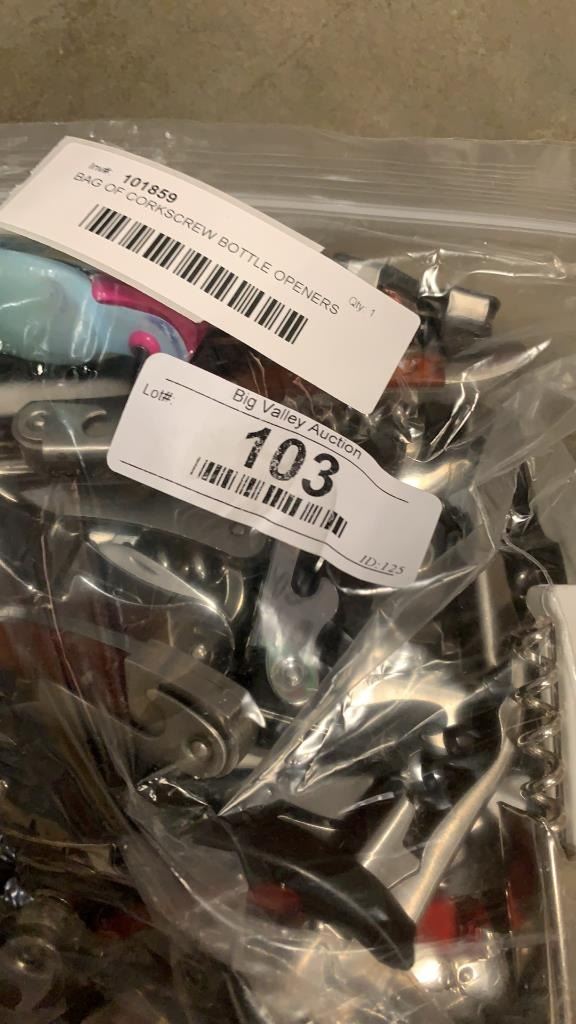 Inv#: 101859
BAG OF CORKSCREW BOTTLE OPENERS
Qty: 1
Big Valley Auction
Lot#:
103
ID:125